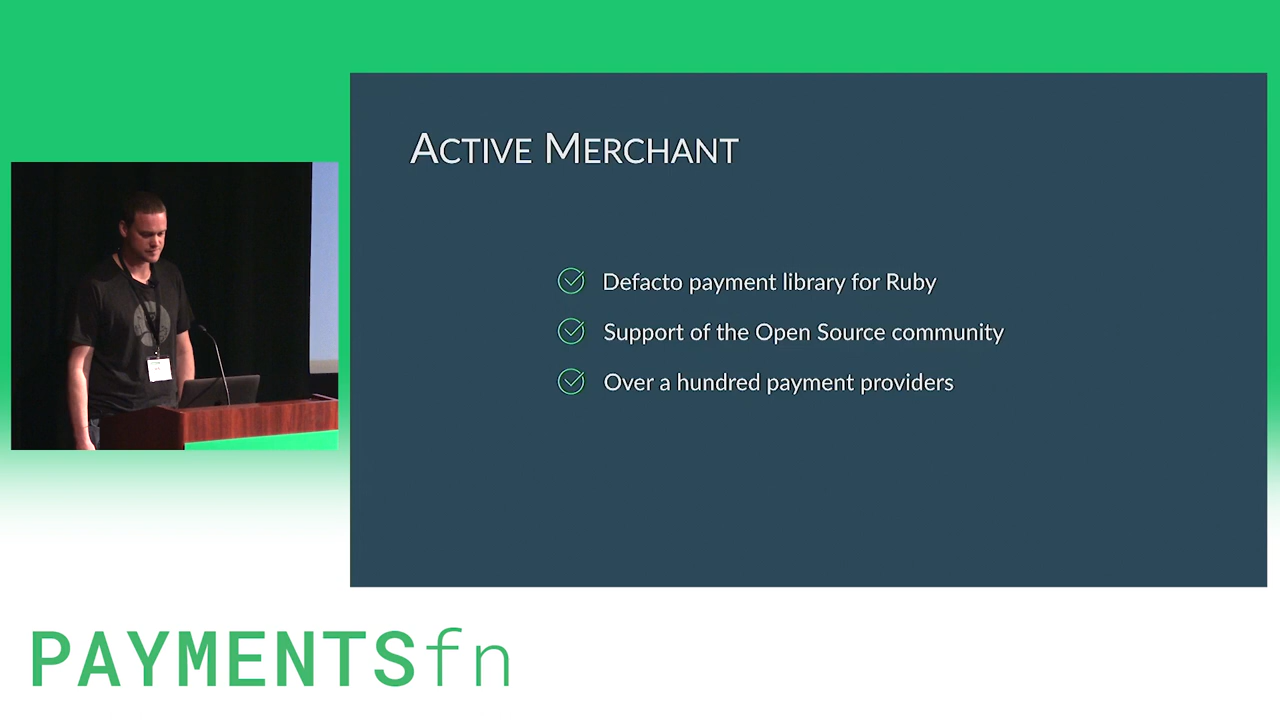 ACTIVE MERCHANT
Defacto payment library for Ruby
Support of the Open Source community
Over a hundred payment providers
PAYMENTSfn